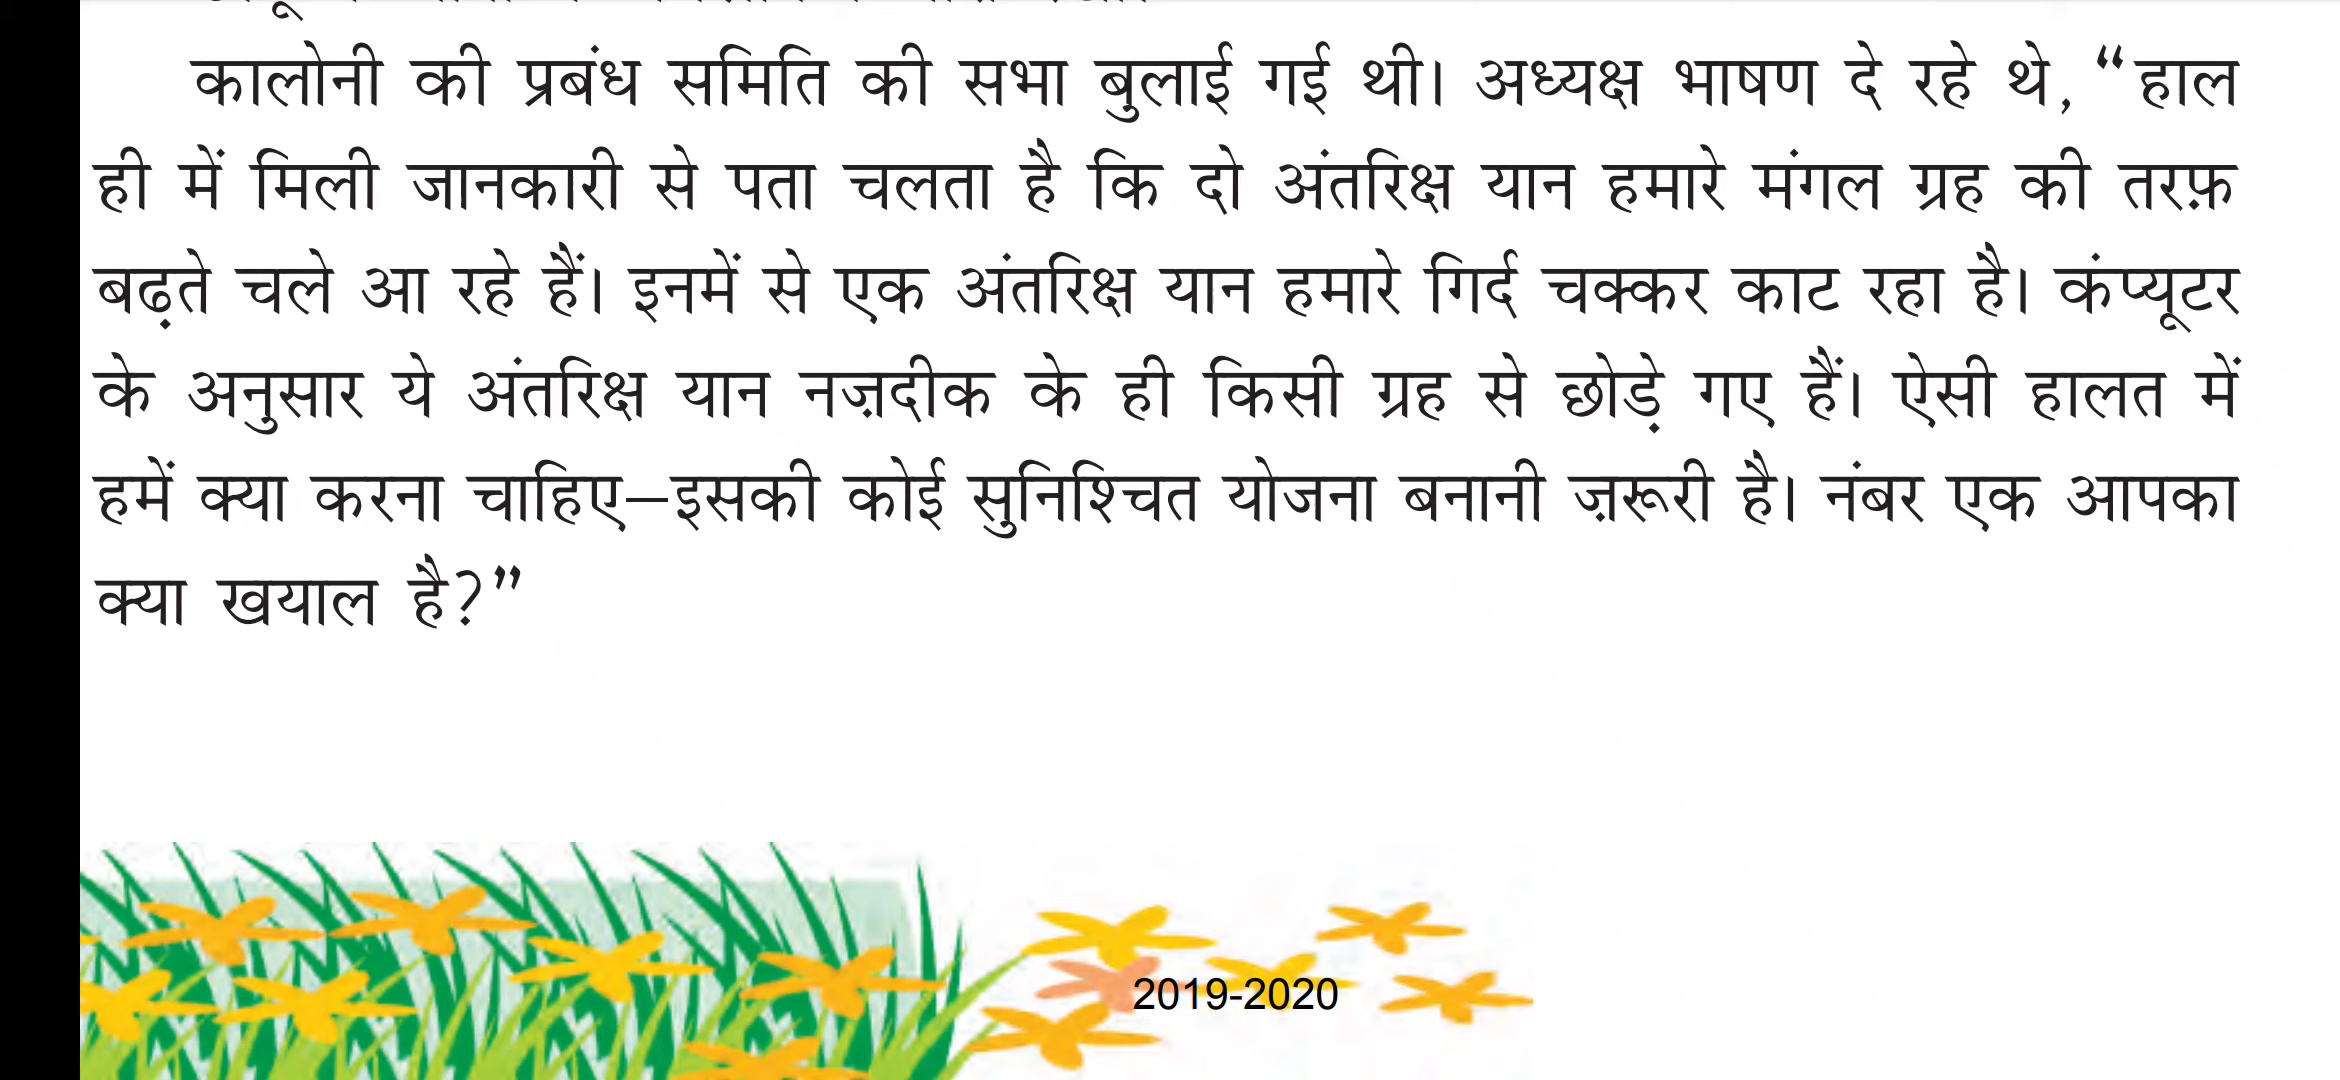 कालोनी की प्रबंध समिति की सभा बुलाई गई थी। अध्यक्ष भाषण दे रहे थे, “हाल
ही में मिली जानकारी से पता चलता है कि दो अंतरिक्ष यान हमारे मंगल ग्रह की तरफ़
बढ़ते चले आ रहे हैं। इनमें से एक अंतरिक्ष यान हमारे गिर्द चक्कर काट रहा है। कंप्यूटर
के अनुसार ये अंतरिक्ष यान नज़दीक के ही किसी ग्रह से छोड़े गए हैं। ऐसी हालत में
हमें क्या करना चाहिए—इसकी कोई सुनिश्चित योजना बनानी ज़रूरी है। नंबर एक आपका
क्या खयाल है?”
2019-2020